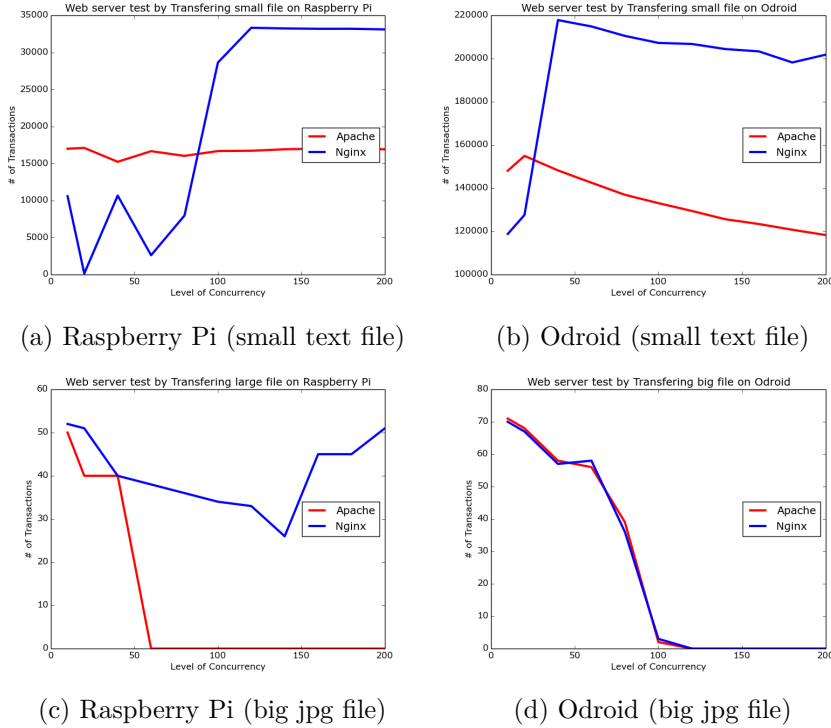 Web server test by Transfering small file on Raspberry Pi
35000
30000
25000
20000
15000
10000
5000
0
# of Transactions
Apache
Nginx
0
50
100
150
200
Level of Concurrency
(a) Raspberry Pi (small text file)
Web server test by Transfering small file on Odroid
220000
200000
180000
160000
140000
120000
100000
# of Transactions
Apache
Nginx
0
50
100
150
200
Level of Concurrency
(b) Odroid (small text file)
Web server test by Transfering large file on Raspberry Pi
60
50
40
30
20
10
0
# of Transactions
Apache
Nginx
0
50
100
150
200
Level of Concurrency
(c) Raspberry Pi (big jpg file)
Web server test by Transfering big file on Odroid
80
70
60
50
40
30
20
10
0
# of Transactions
Apache
Nginx
0
50
100
150
200
Level of Concurrency
(d) Odroid (big jpg file)